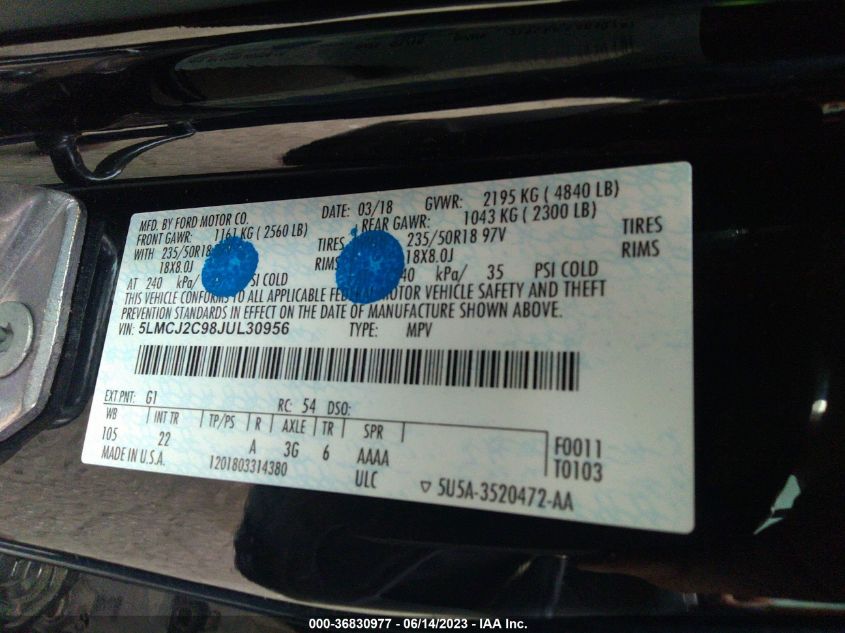 MFD. BY FORD MOTOR CO. DATE: 03/18 GVWR: 2195 KG ( 4840 LB)
FRONT GAWR: 1161 KG ( 2560 LB) REAR GAWR: 1043 KG ( 2300 LB)
WITH 235/50R18 TIRES 235/50R18 97V TIRES
18X8.0J RIMS 18X8.0J RIMS
AT 240 kPa/ PSI COLD kPa/ 35 PSI COLD
THIS VEHICLE CONFORMS TO ALL APPLICABLE FEDERAL MOTOR VEHICLE SAFETY AND THEFT
PREVENTION STANDARDS IN EFFECT ON THE DATE OF MANUFACTURE SHOWN ABOVE.
VIN: 5LMCJ2C98JUL30956 TYPE: MPV
EXT PNT: G1 RC: 54 DSO:
WB INT TR TP/PS R AXLE TR SPR
105 22 A 3G 6 AAAA F0011
MADE IN U.S.A. 1201803314380 ULC T0103
5U5A-3520472-AA
000-36830977 - 06/14/2023 - IAA Inc.